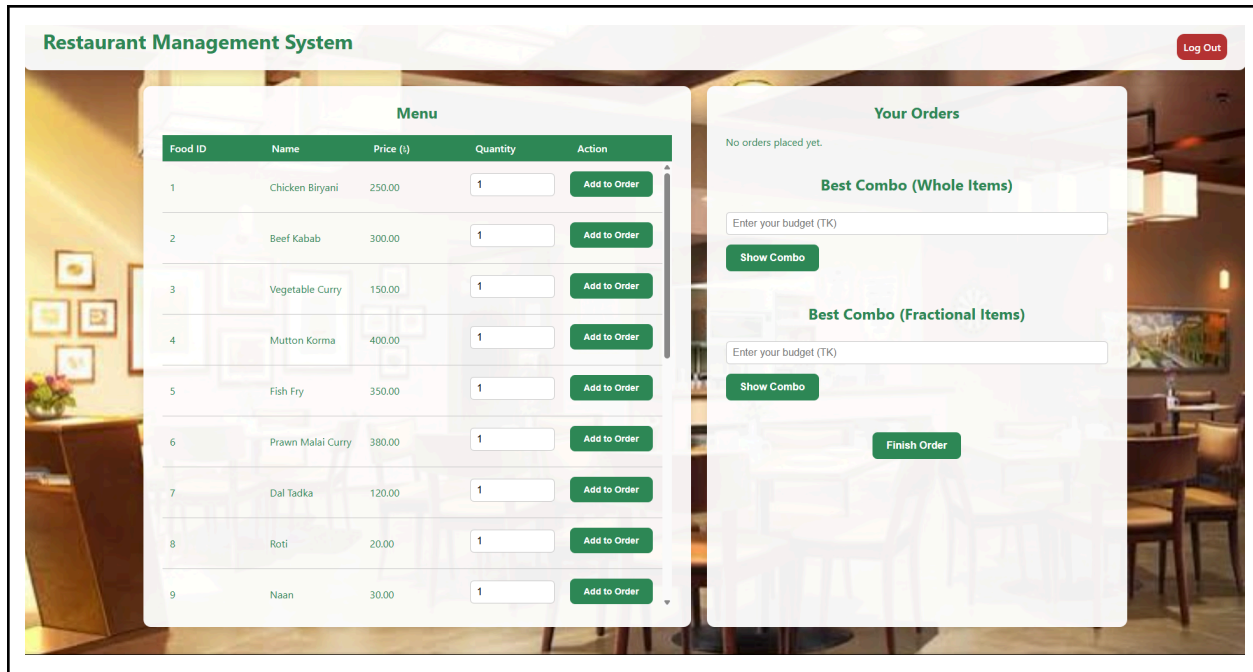 Restaurant Management System
Log Out
Menu
Food ID Name Price (৳) Quantity Action
1 Chicken Biryani 250.00 1 Add to Order
2 Beef Kabab 300.00 1 Add to Order
3 Vegetable Curry 150.00 1 Add to Order
4 Mutton Korma 400.00 1 Add to Order
5 Fish Fry 350.00 1 Add to Order
6 Prawn Malai Curry 380.00 1 Add to Order
7 Dal Tadka 120.00 1 Add to Order
8 Roti 20.00 1 Add to Order
9 Naan 30.00 1 Add to Order
Your Orders
No orders placed yet.
Best Combo (Whole Items)
Enter your budget (TK)
Show Combo
Best Combo (Fractional Items)
Enter your budget (TK)
Show Combo
Finish Order